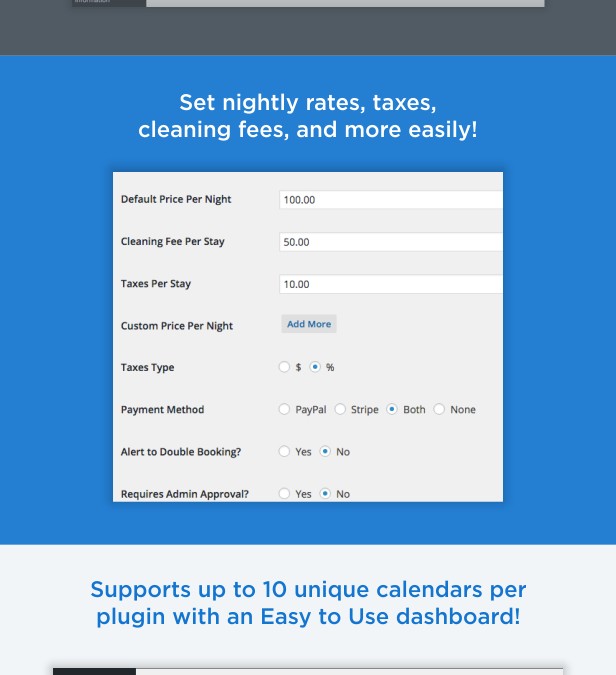 Information
Set nightly rates, taxes,
cleaning fees, and more easily!
Default Price Per Night 100.00
Cleaning Fee Per Stay 50.00
Taxes Per Stay 10.00
Custom Price Per Night Add More
Taxes Type $ %
Payment Method PayPal Stripe Both None
Alert to Double Booking? Yes No
Requires Admin Approval? Yes No
Supports up to 10 unique calendars per
plugin with an Easy to Use dashboard!